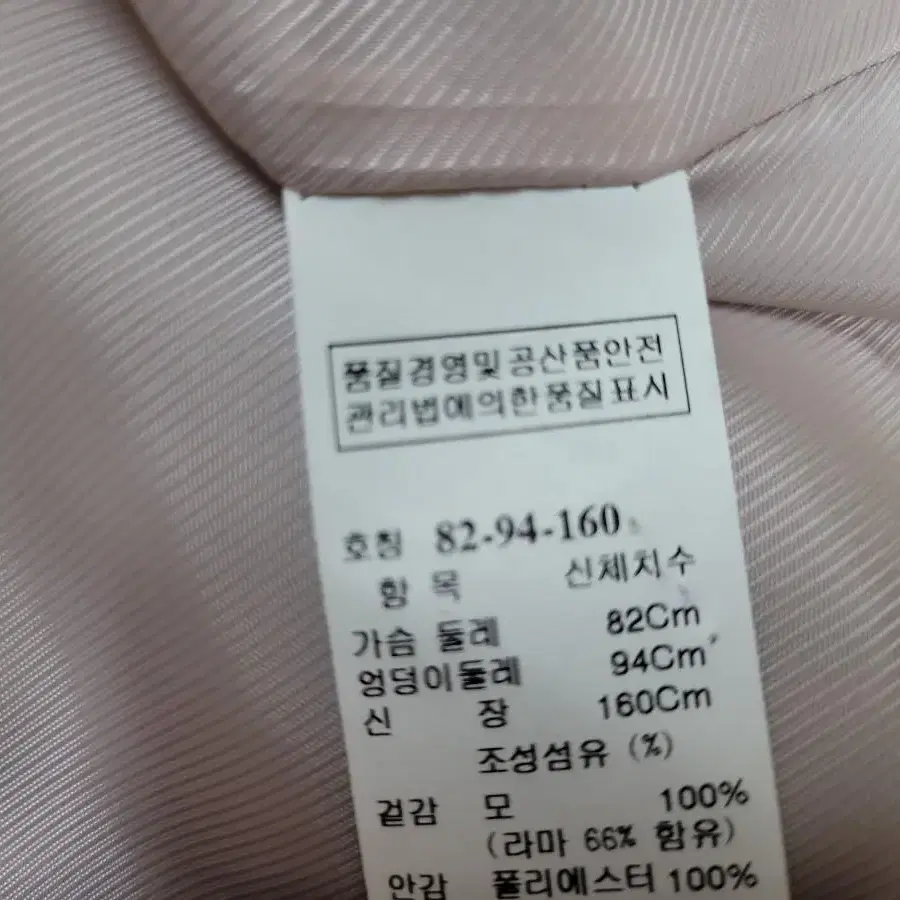 품질경영및공산품안전
관리법에의한품질표시
호칭 82-94-160
항 목 신체치수
가슴 둘레 82Cm
엉덩이둘레 94Cm
신 장 160Cm
조성섬유 (%)
겉감 모 100%
(라마 66% 함유)
안감 폴리에스터 100%